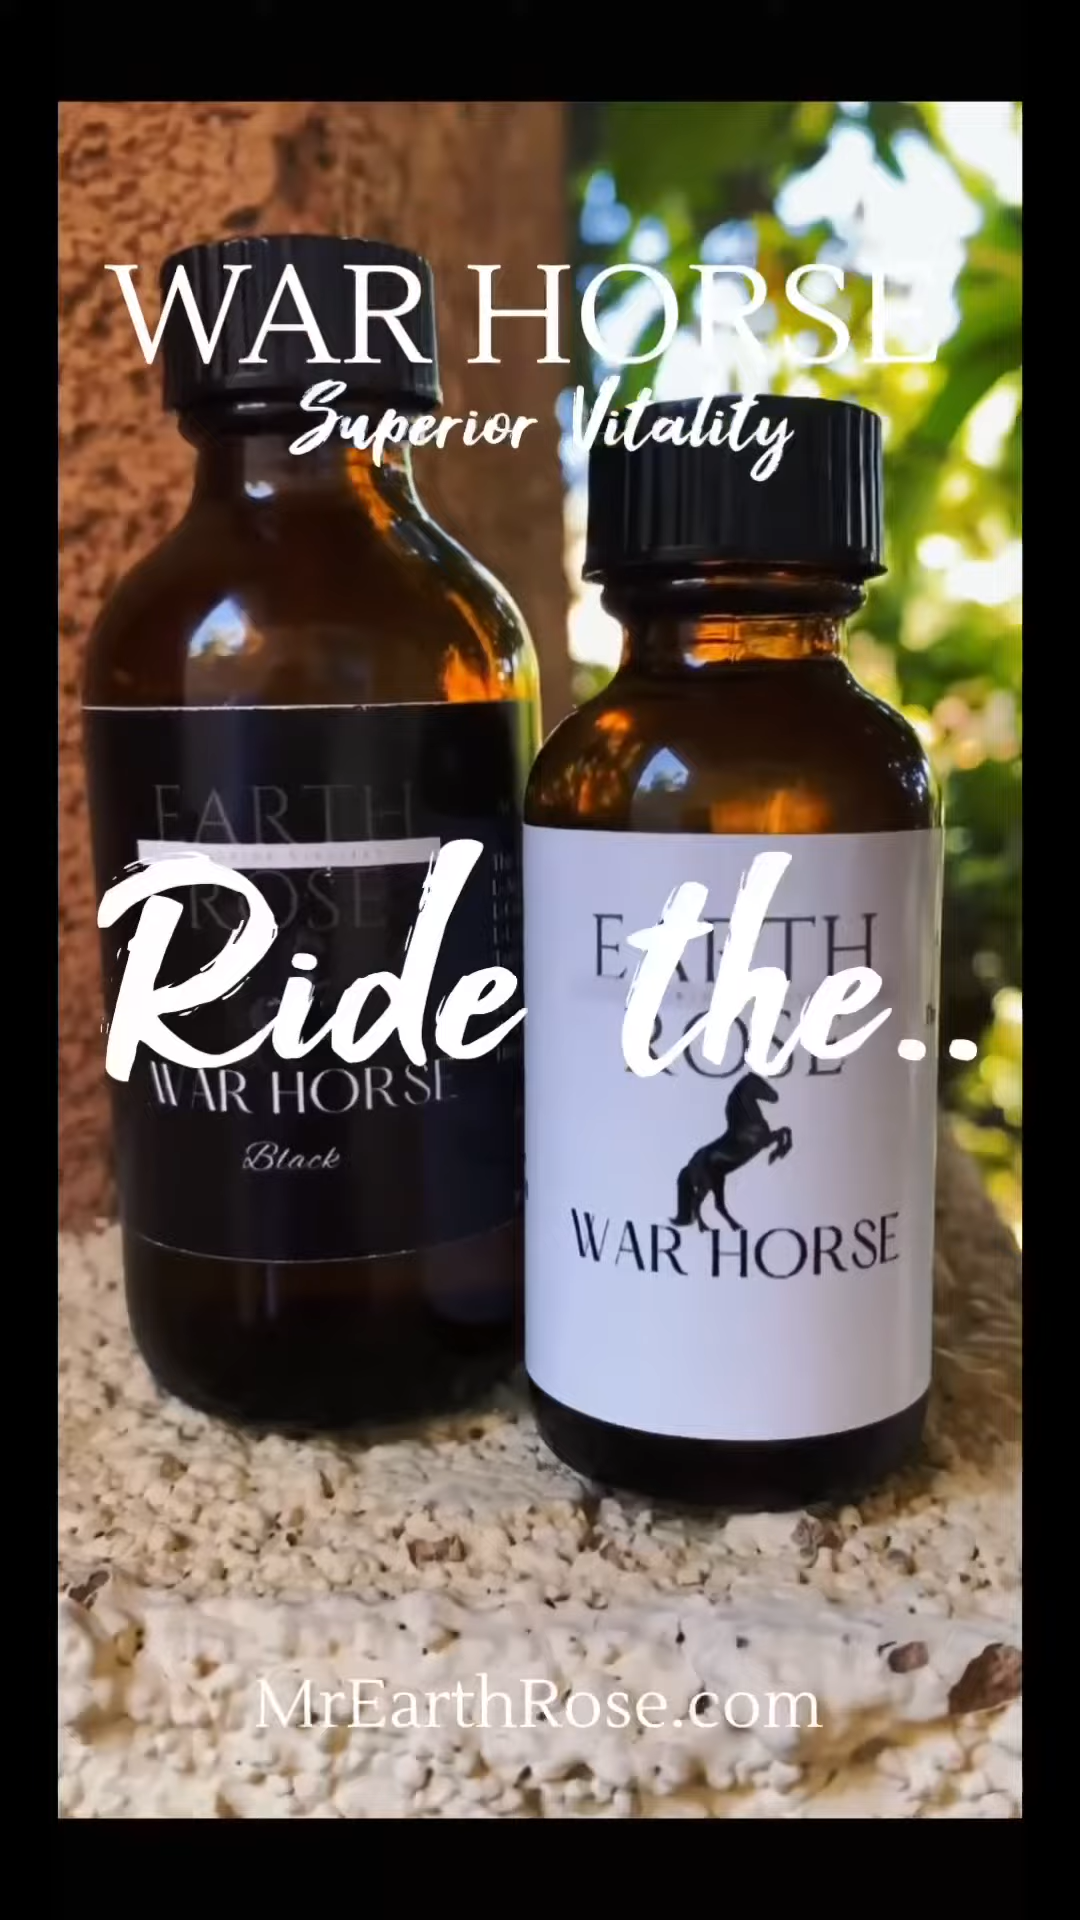 WAR HORSE
Superior Vitality
EARTH
ROSE
WAR HORSE
Black
Ride the..
EARTH
ROSE
WAR HORSE
MrEarthRose.com